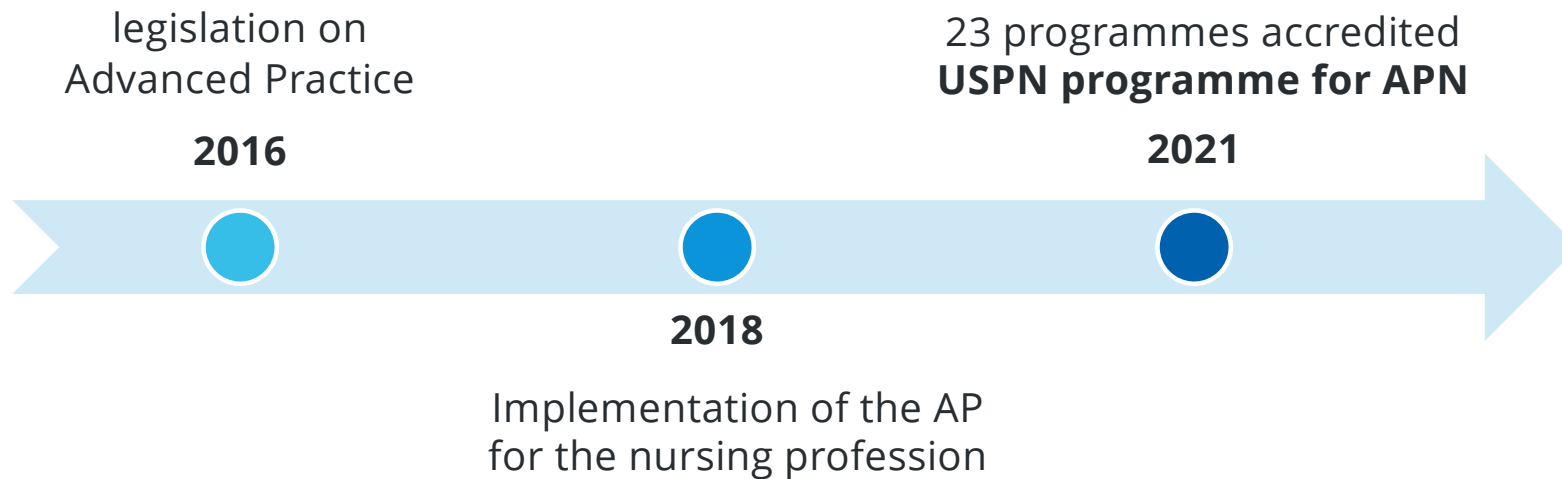 legislation on
Advanced Practice
2016
2018
Implementation of the AP
for the nursing profession
23 programmes accredited
USPN programme for APN
2021